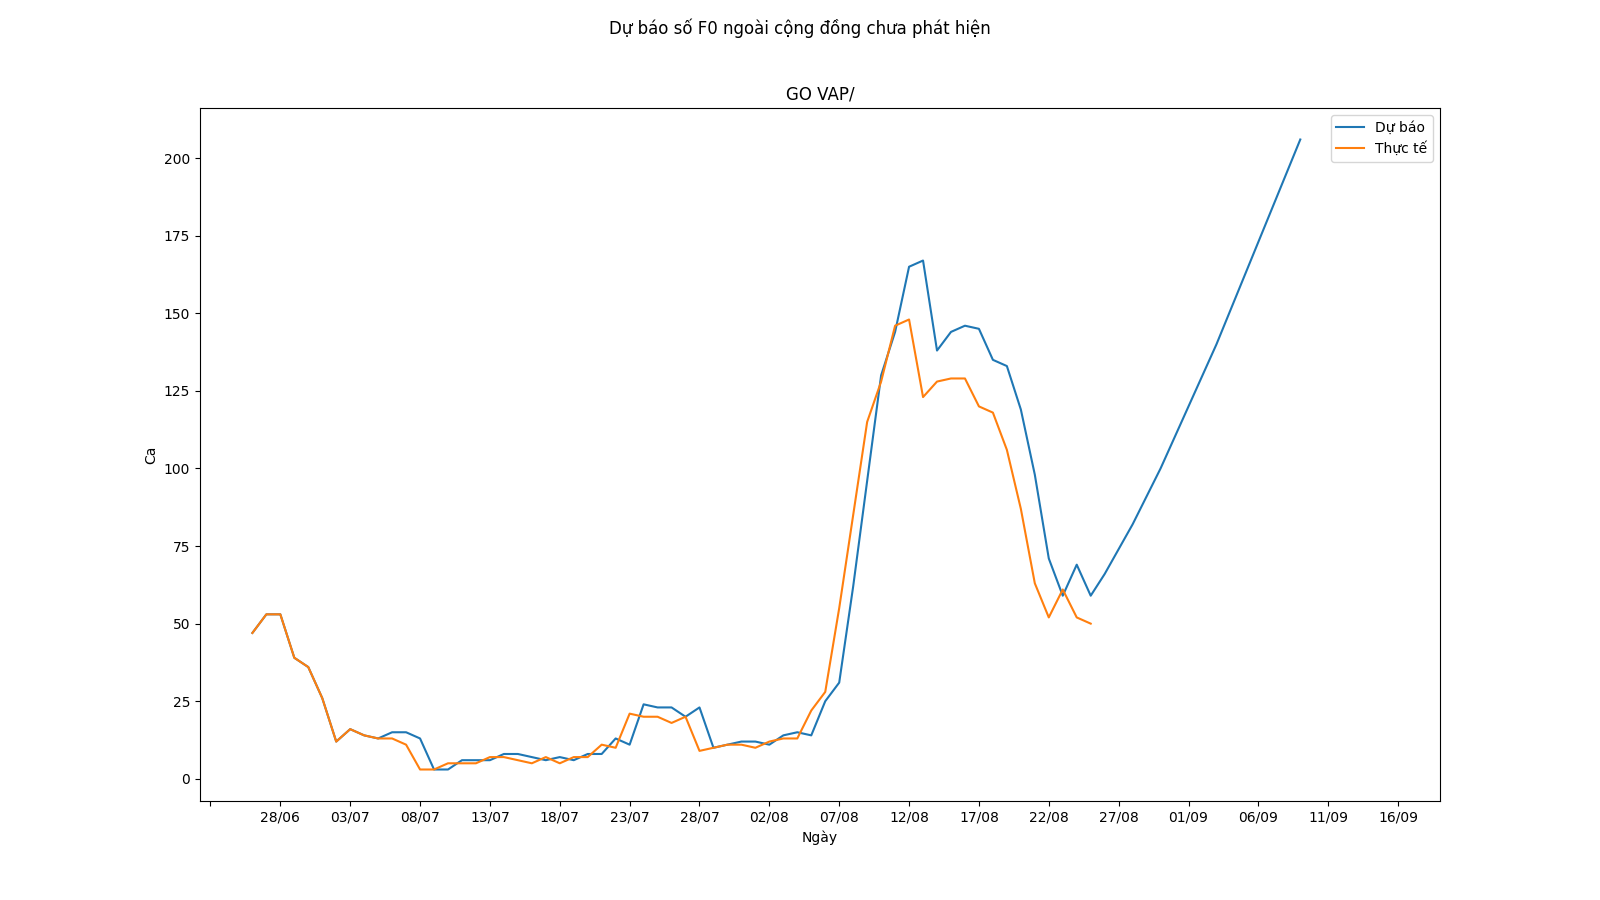 Dự báo số F0 ngoài cộng đồng chưa phát hiện
GO VAP/
Dự báo
Thực tế
200
175
150
125
100
75
50
25
0
Ca
28/06 03/07 08/07 13/07 18/07 23/07 28/07 02/08 07/08 12/08 17/08 22/08 27/08 01/09 06/09 11/09 16/09
Ngày